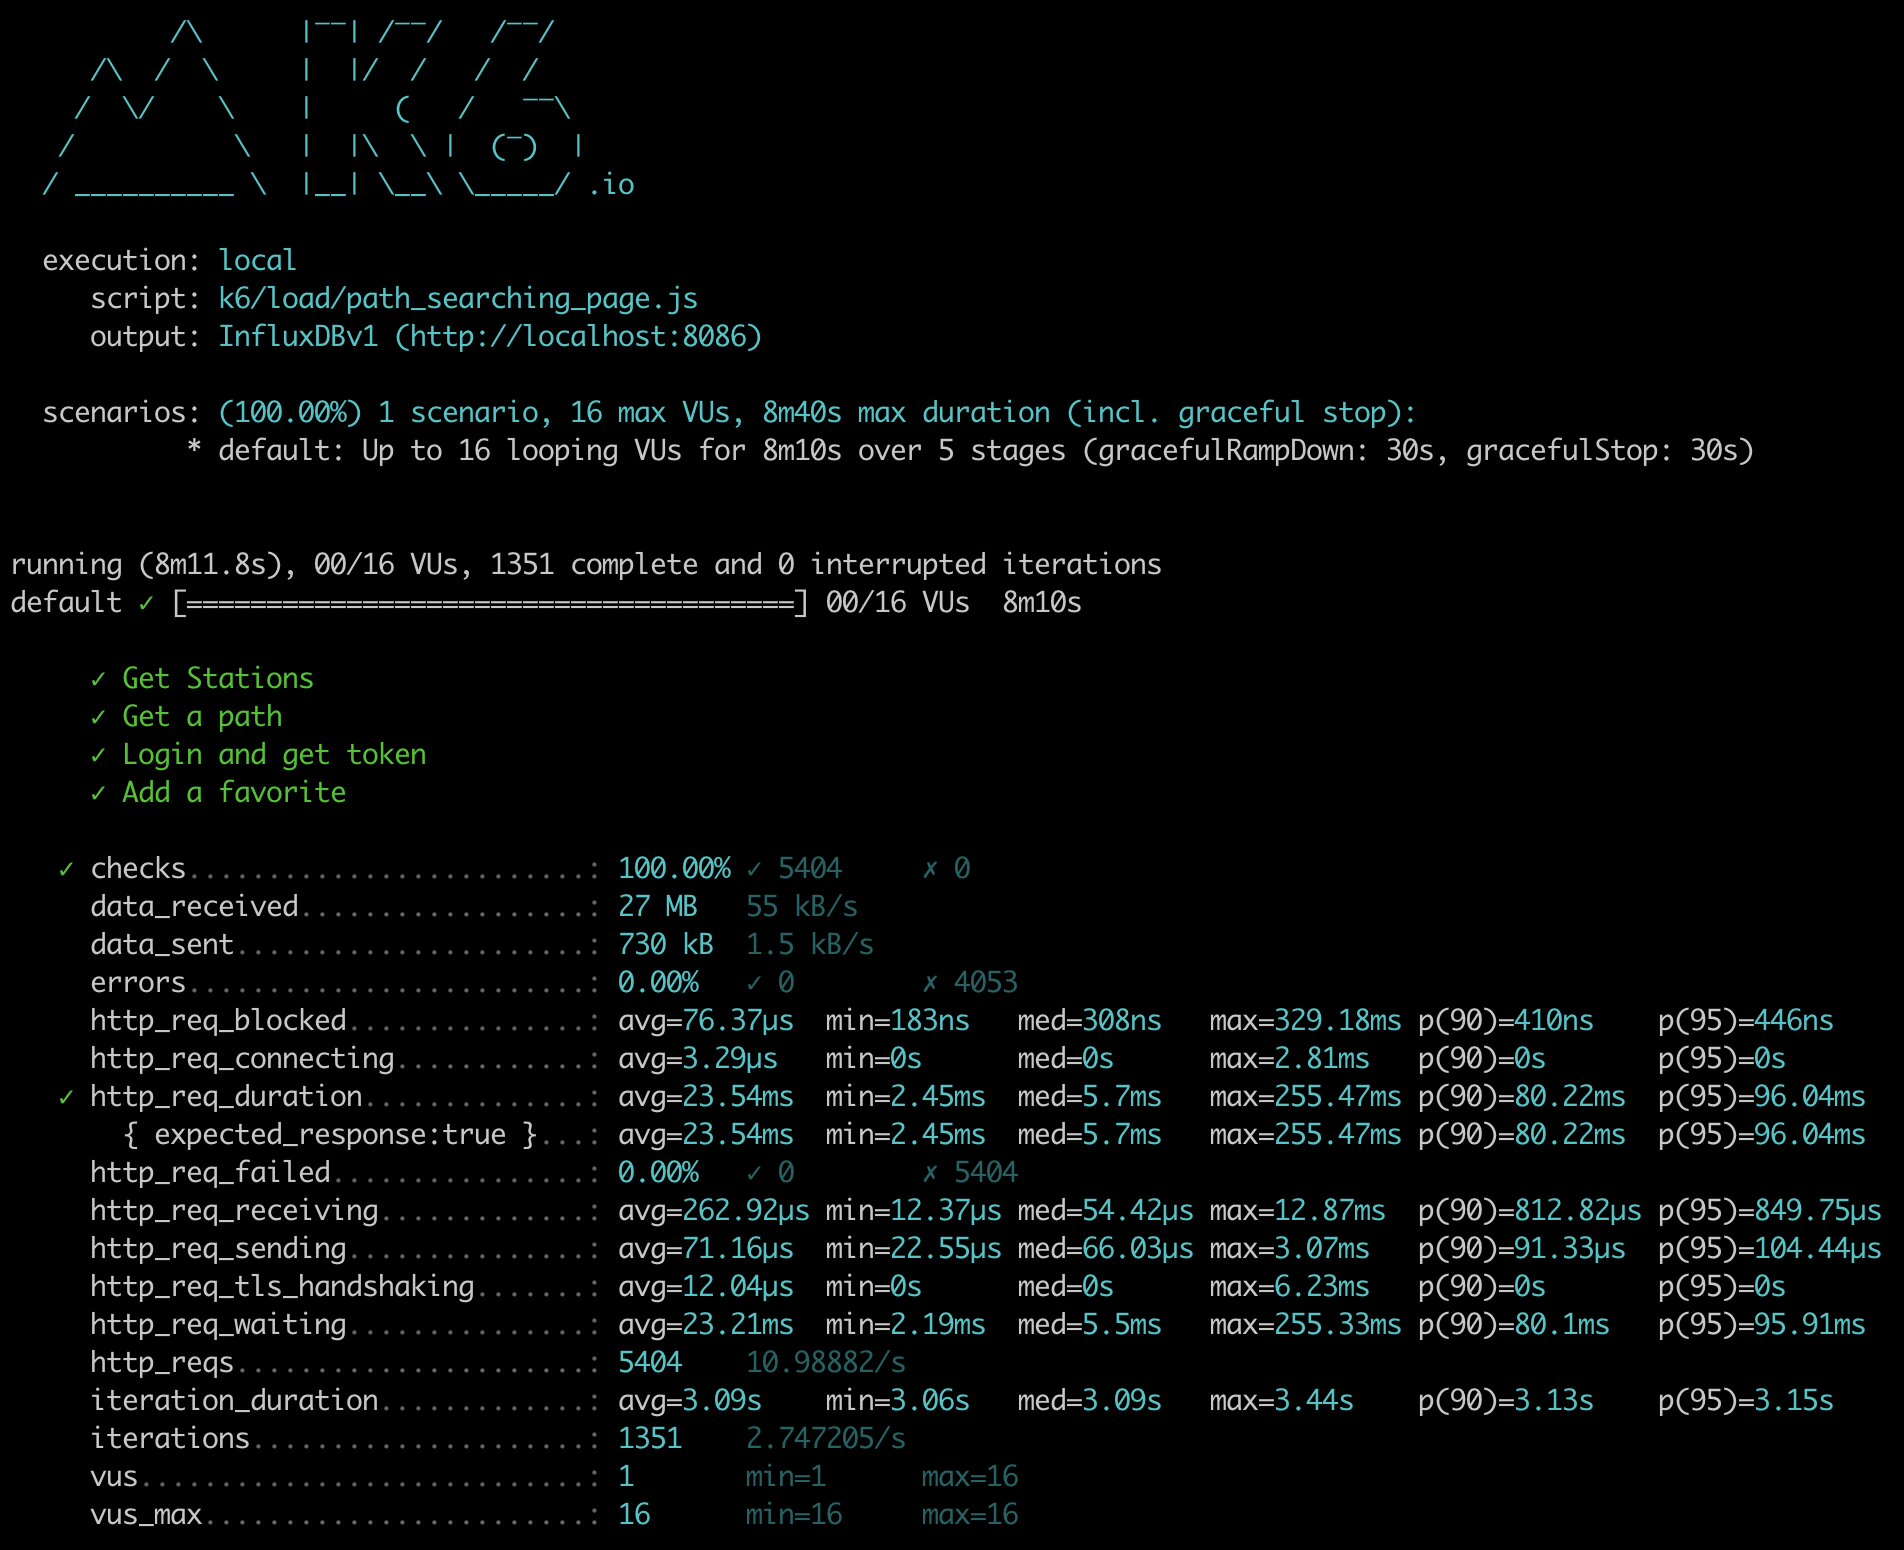 /\      |‾‾| /‾‾/   /‾‾/
     /\  /  \     |  |/  /   /  /
    /  \/    \    |     (   /   ‾‾\
   /          \   |  |\  \ |  (‾)  |
  / __________ \  |__| \__\ \_____/ .io

  execution: local
     script: k6/load/path_searching_page.js
     output: InfluxDBv1 (http://localhost:8086)

  scenarios: (100.00%) 1 scenario, 16 max VUs, 8m40s max duration (incl. graceful stop):
           * default: Up to 16 looping VUs for 8m10s over 5 stages (gracefulRampDown: 30s, gracefulStop: 30s)

running (8m11.8s), 00/16 VUs, 1351 complete and 0 interrupted iterations
default ✓ [======================================] 00/16 VUs  8m10s

     ✓ Get Stations
     ✓ Get a path
     ✓ Login and get token
     ✓ Add a favorite

   ✓ checks.........................: 100.00% ✓ 5404     ✗ 0
     data_received..................: 27 MB   55 kB/s
     data_sent......................: 730 kB  1.5 kB/s
     errors.........................: 0.00%   ✓ 0        ✗ 4053
     http_req_blocked...............: avg=76.37µs  min=183ns   med=308ns   max=329.18ms p(90)=410ns    p(95)=446ns
     http_req_connecting............: avg=3.29µs   min=0s      med=0s      max=2.81ms   p(90)=0s       p(95)=0s
   ✓ http_req_duration..............: avg=23.54ms  min=2.45ms  med=5.7ms   max=255.47ms p(90)=80.22ms  p(95)=96.04ms
       { expected_response:true }...: avg=23.54ms  min=2.45ms  med=5.7ms   max=255.47ms p(90)=80.22ms  p(95)=96.04ms
     http_req_failed................: 0.00%   ✓ 0        ✗ 5404
     http_req_receiving.............: avg=262.92µs min=12.37µs med=54.42µs max=12.87ms  p(90)=812.82µs p(95)=849.75µs
     http_req_sending...............: avg=71.16µs  min=22.55µs med=66.03µs max=3.07ms   p(90)=91.33µs  p(95)=104.44µs
     http_req_tls_handshaking.......: avg=12.04µs  min=0s      med=0s      max=6.23ms   p(90)=0s       p(95)=0s
     http_req_waiting...............: avg=23.21ms  min=2.19ms  med=5.5ms   max=255.33ms p(90)=80.1ms   p(95)=95.91ms
     http_reqs......................: 5404    10.98882/s
     iteration_duration.............: avg=3.09s    min=3.06s   med=3.09s   max=3.44s    p(90)=3.13s    p(95)=3.15s
     iterations.....................: 1351    2.747205/s
     vus............................: 1       min=1      max=16
     vus_max........................: 16      min=16     max=16